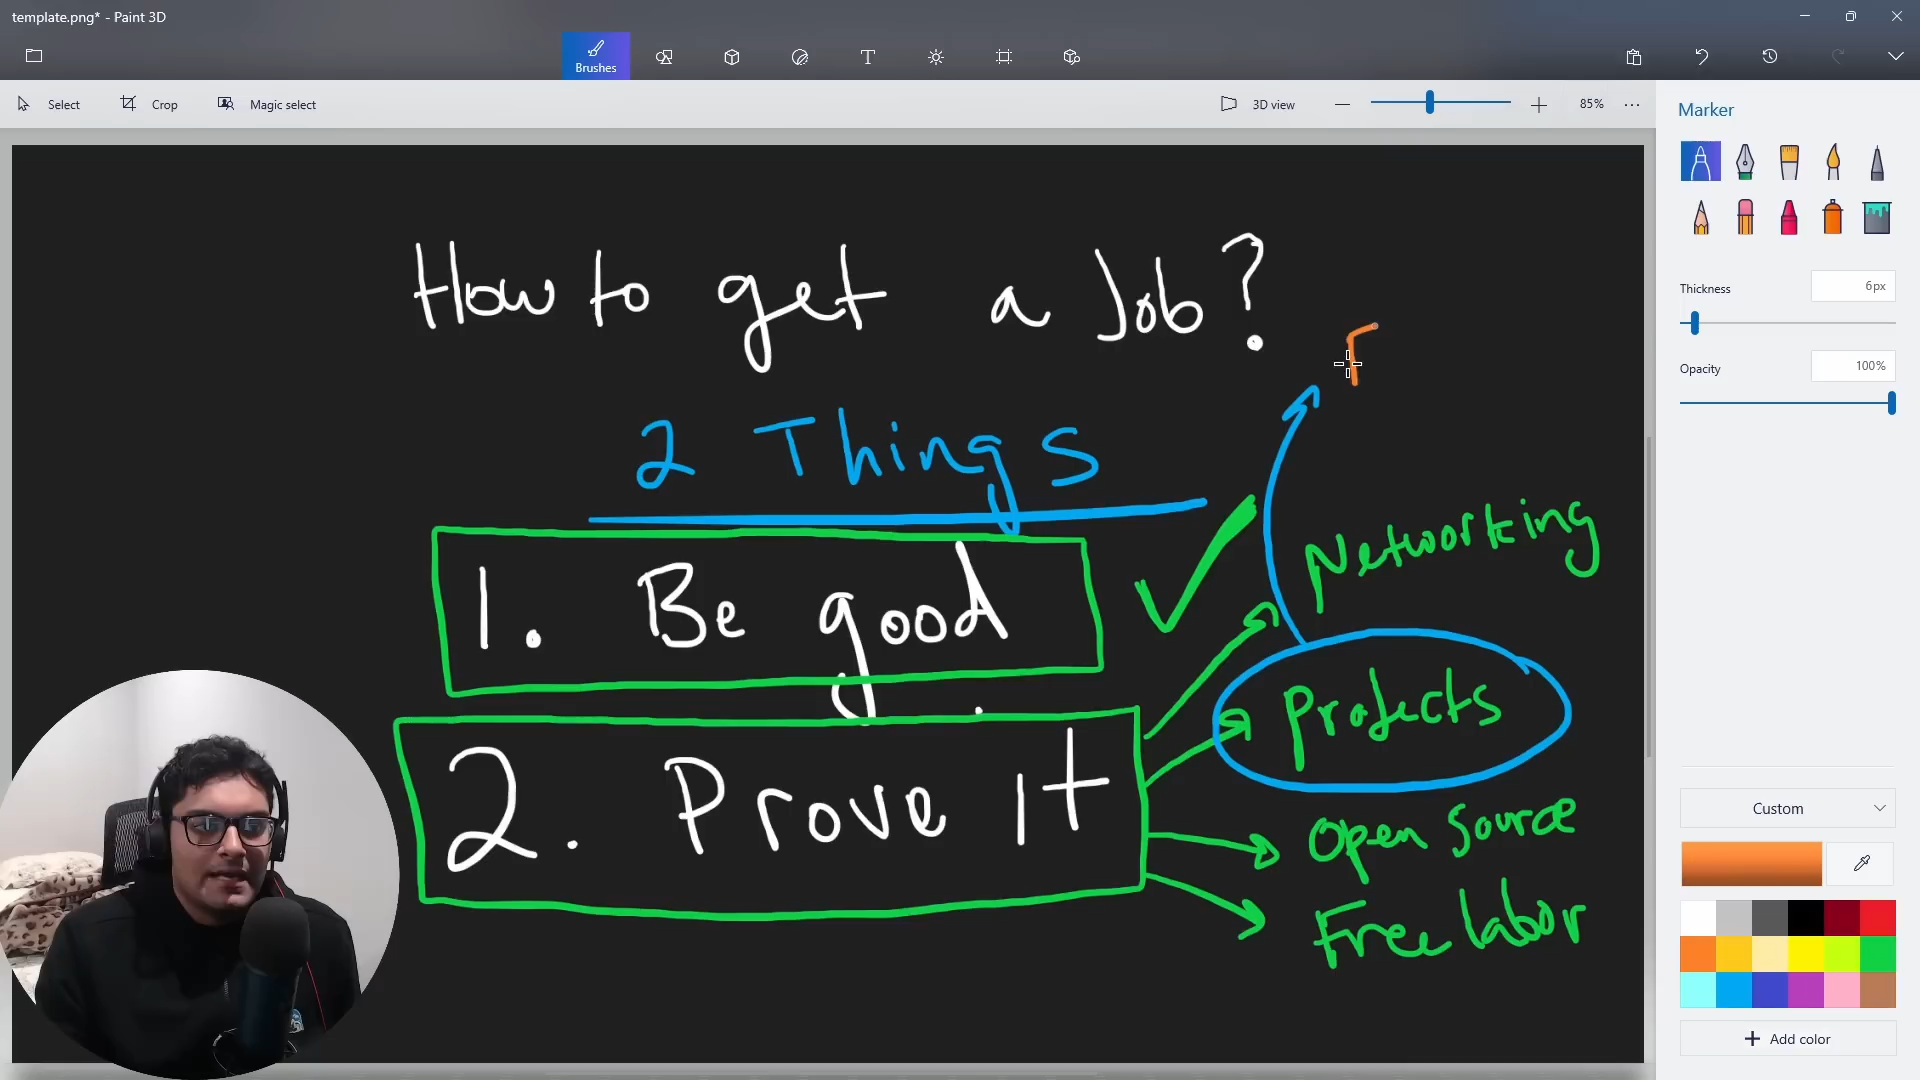 template.png* - Paint 3D
Brushes
Select Crop Magic select 3D view 85%
Marker
Thickness 6px
Opacity 100%
Custom
Add color
How to get a Job?
2 Things
1. Be good
2. Prove it
Networking
Projects
Open Source
Free labor